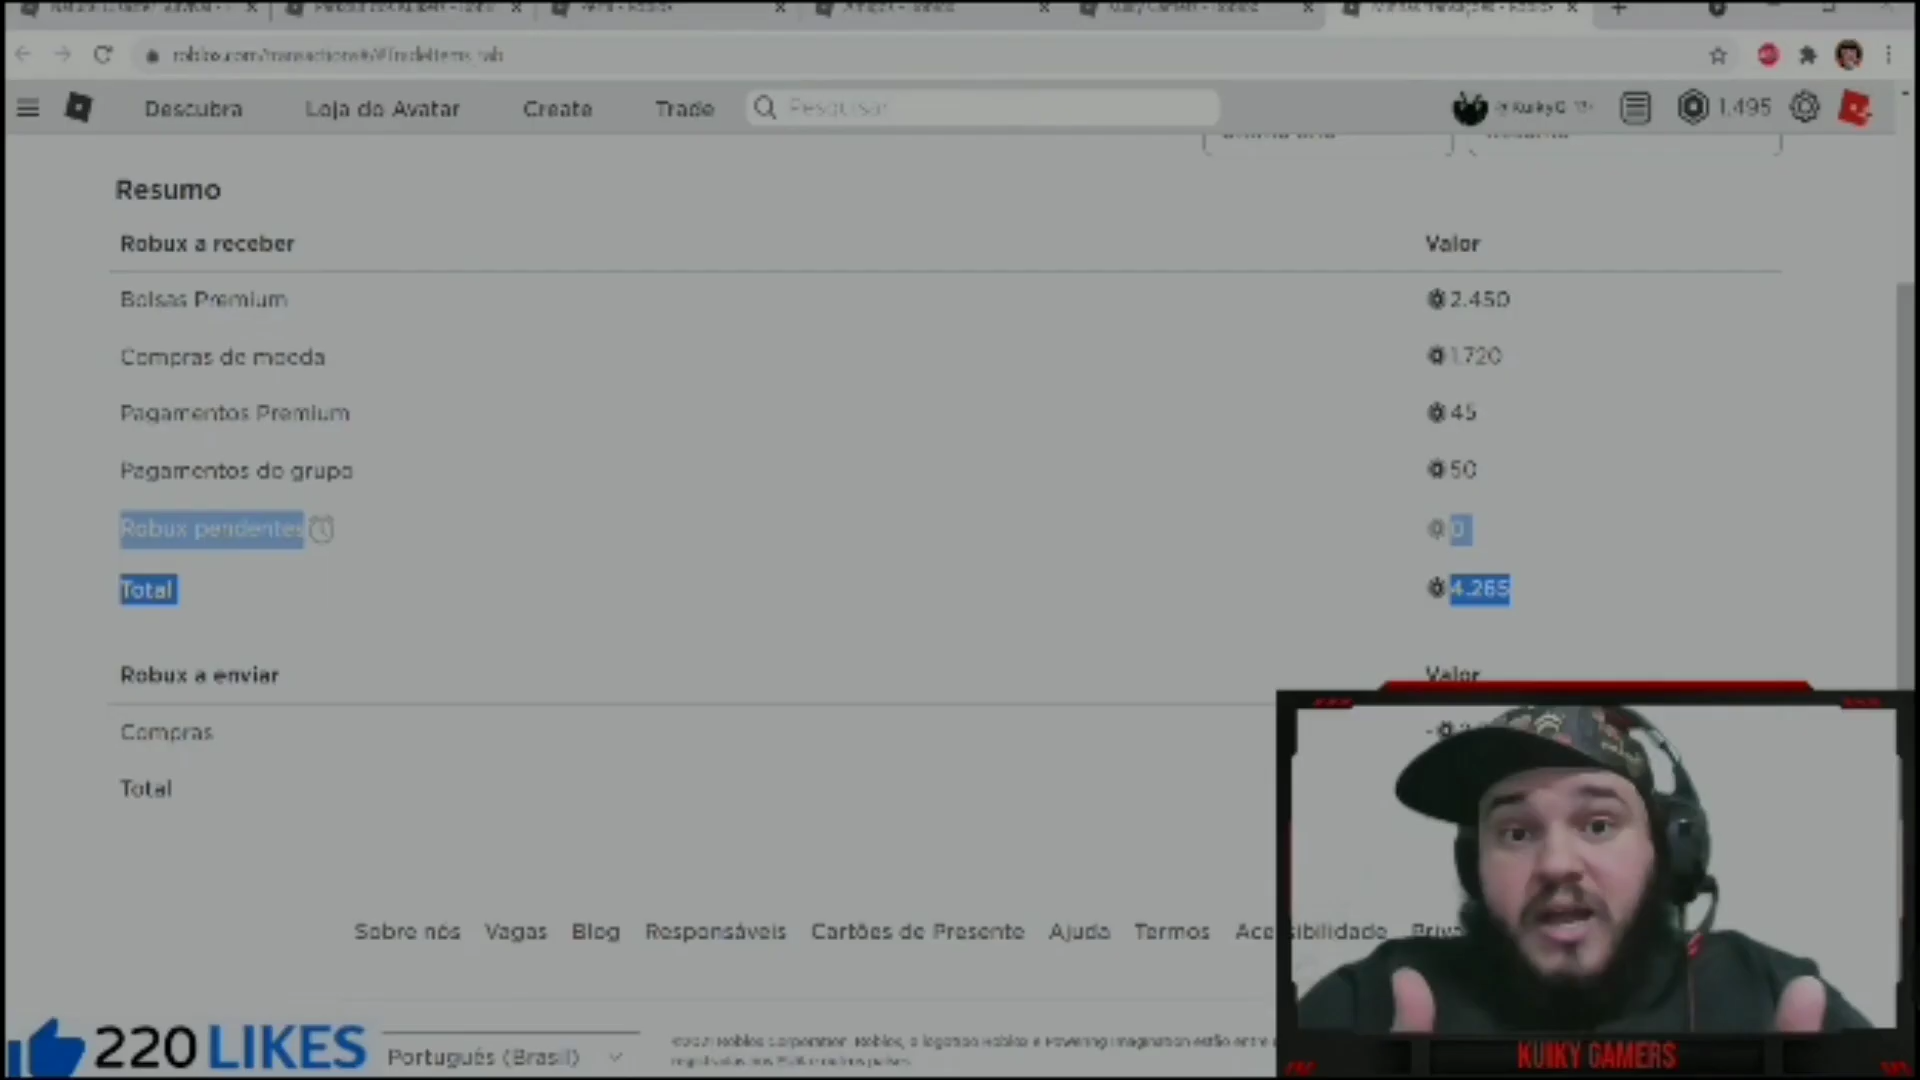 Descubra Loja do Avatar Create Trade Pesquisar 1.495
Resumo
Robux a receber Valor
Bolsas Premium 2.450
Compras de moeda 1.720
Pagamentos Premium 45
Pagamentos do grupo 50
Robux pendentes 0
Total 4.265
Robux a enviar Valor
Compras
Total
Sobre nós Vagas Blog Responsáveis Cartões de Presente Ajuda Termos Acessibilidade
220 LIKES
Português (Brasil)
KUIKY GAMERS